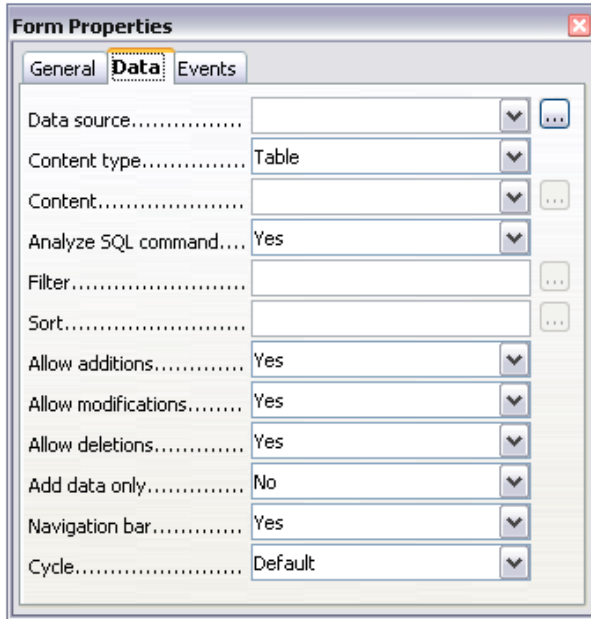 Form Properties
General Data Events
Data source................ ...
Content type............... Table
Content..................... ...
Analyze SQL command.... Yes
Filter......................... ...
Sort.......................... ...
Allow additions............. Yes
Allow modifications........ Yes
Allow deletions............. Yes
Add data only.............. No
Navigation bar............. Yes
Cycle........................ Default